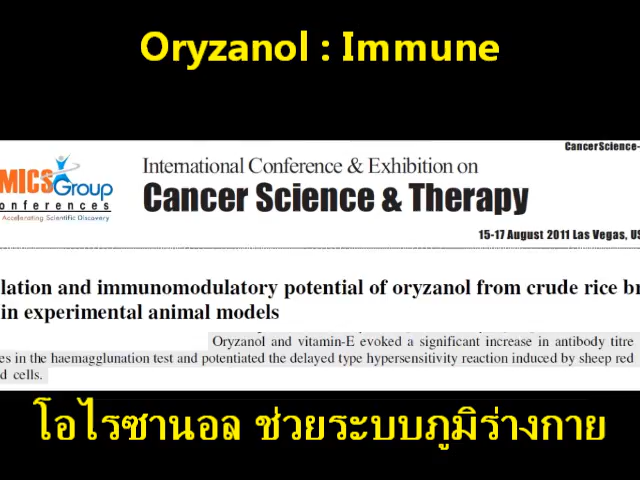 Oryzanol : Immune
CancerScience-
MICS Group
onferences
Accelerating Scientific Discovery
International Conference & Exhibition on
Cancer Science & Therapy
15-17 August 2011 Las Vegas, US
lation and immunomodulatory potential of oryzanol from crude rice br
in experimental animal models
Oryzanol and vitamin-E evoked a significant increase in antibody titre
es in the haemagglunation test and potentiated the delayed type hypersensitivity reaction induced by sheep red
d cells.
โอไรซานอล ช่วยระบบภูมิร่างกาย